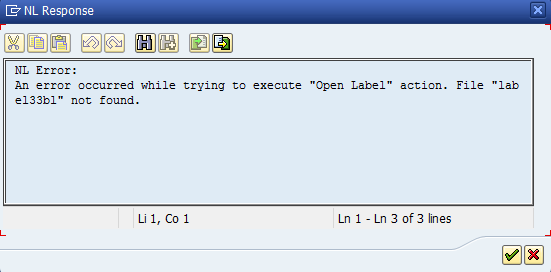 NL Response
NL Error:
An error occurred while trying to execute "Open Label" action. File "lab
el33bl" not found.
Li 1, Co 1
Ln 1 - Ln 3 of 3 lines